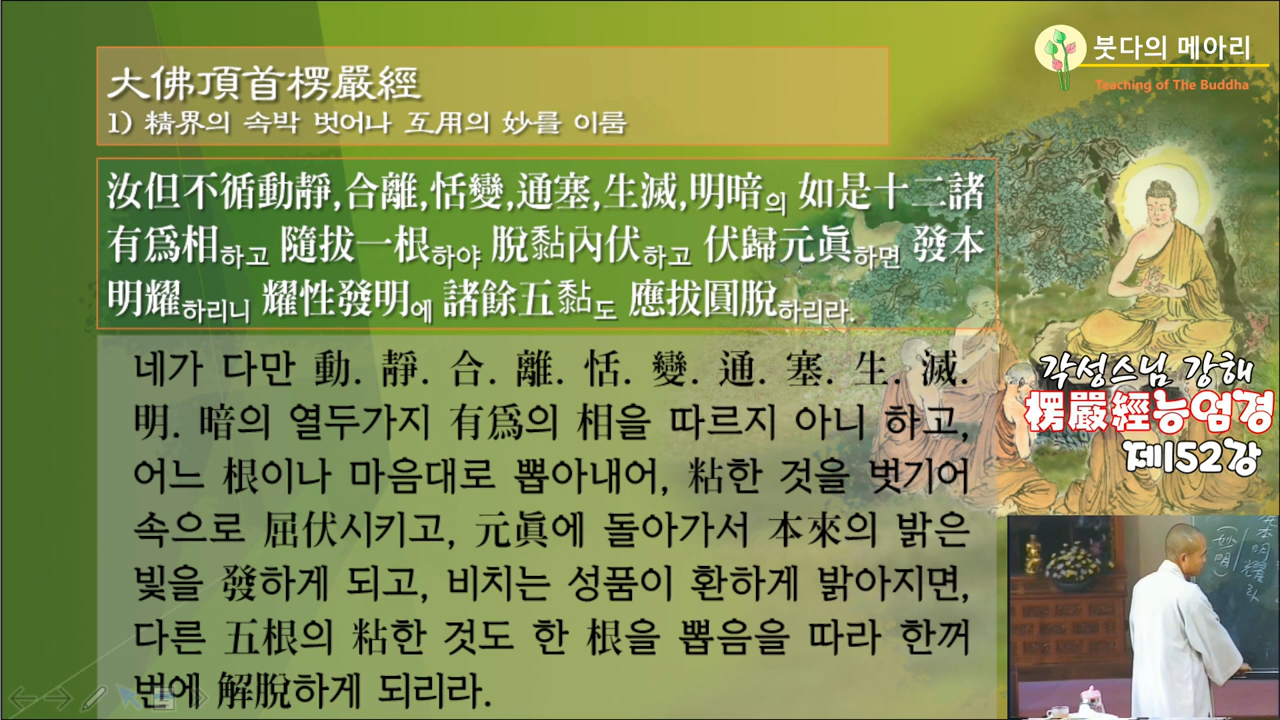 大佛頂首楞嚴經
1) 精界의 속박 벗어나 互用의 妙를 이룸
汝但不循動靜,合離,恬變,通塞,生滅,明暗의 如是十二諸
有爲相하고 隨拔一根하야 脫黏內伏하고 伏歸元眞하면 發本
明耀하리니 耀性發明에 諸餘五黏도 應拔圓脫하리라.
네가 다만 動. 靜. 合. 離. 恬. 變. 通. 塞. 生. 滅.
明. 暗의 열두가지 有爲의 相을 따르지 아니 하고,
어느 根이나 마음대로 뽑아내어, 粘한 것을 벗기어
속으로 屈伏시키고, 元眞에 돌아가서 本來의 밝은
빛을 發하게 되고, 비치는 성품이 환하게 밝아지면,
다른 五根의 粘한 것도 한 根을 뽑음을 따라 한꺼
번에 解脫하게 되리라.
붓다의 메아리
Teaching of The Buddha
각성스님 강해
楞嚴經능엄경
제152강
本明耀라
(妙明)